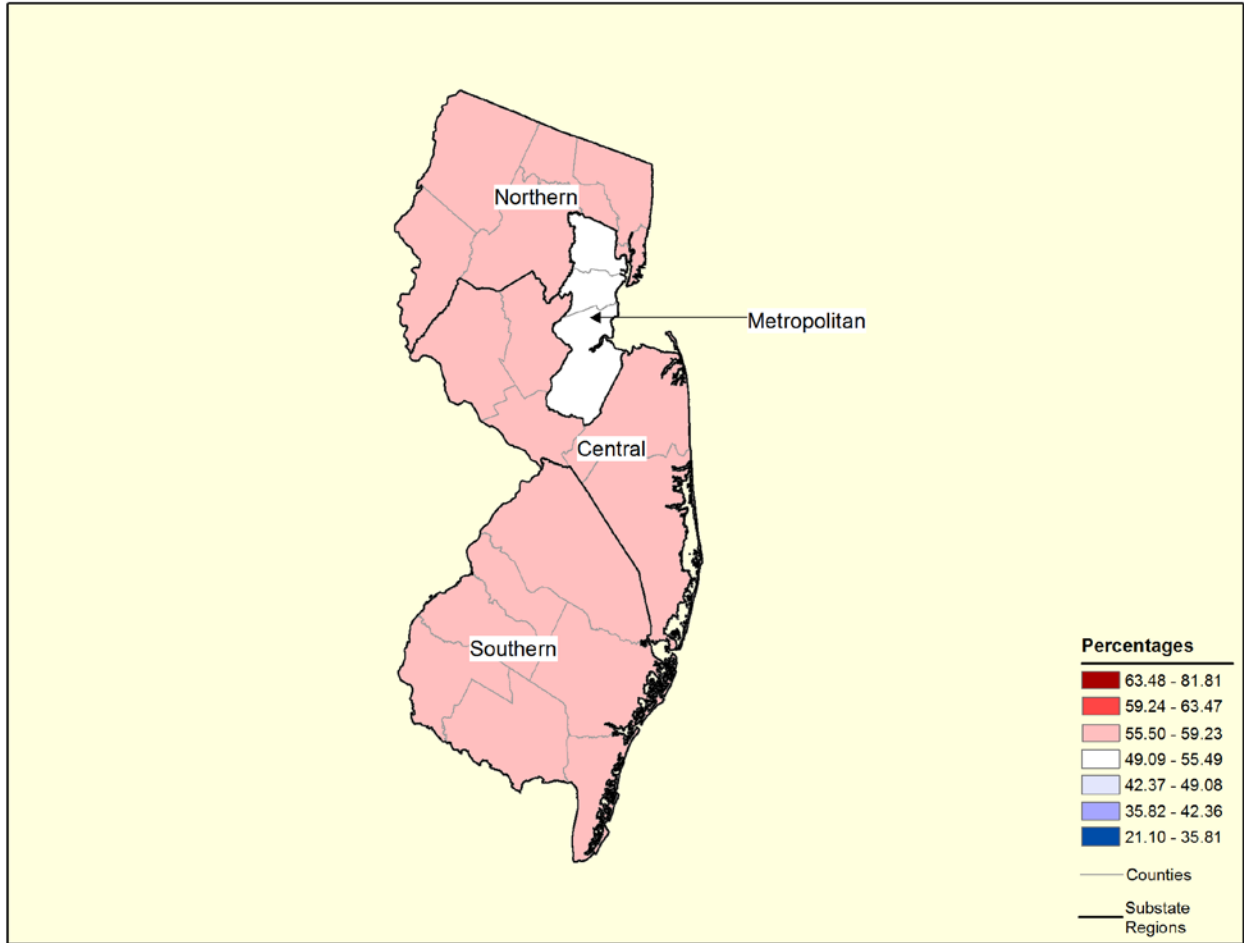 Northern
Metropolitan
Central
Southern
Percentages
63.48 - 81.81
59.24 - 63.47
55.50 - 59.23
49.09 - 55.49
42.37 - 49.08
35.82 - 42.36
21.10 - 35.81
Counties
Substate
Regions